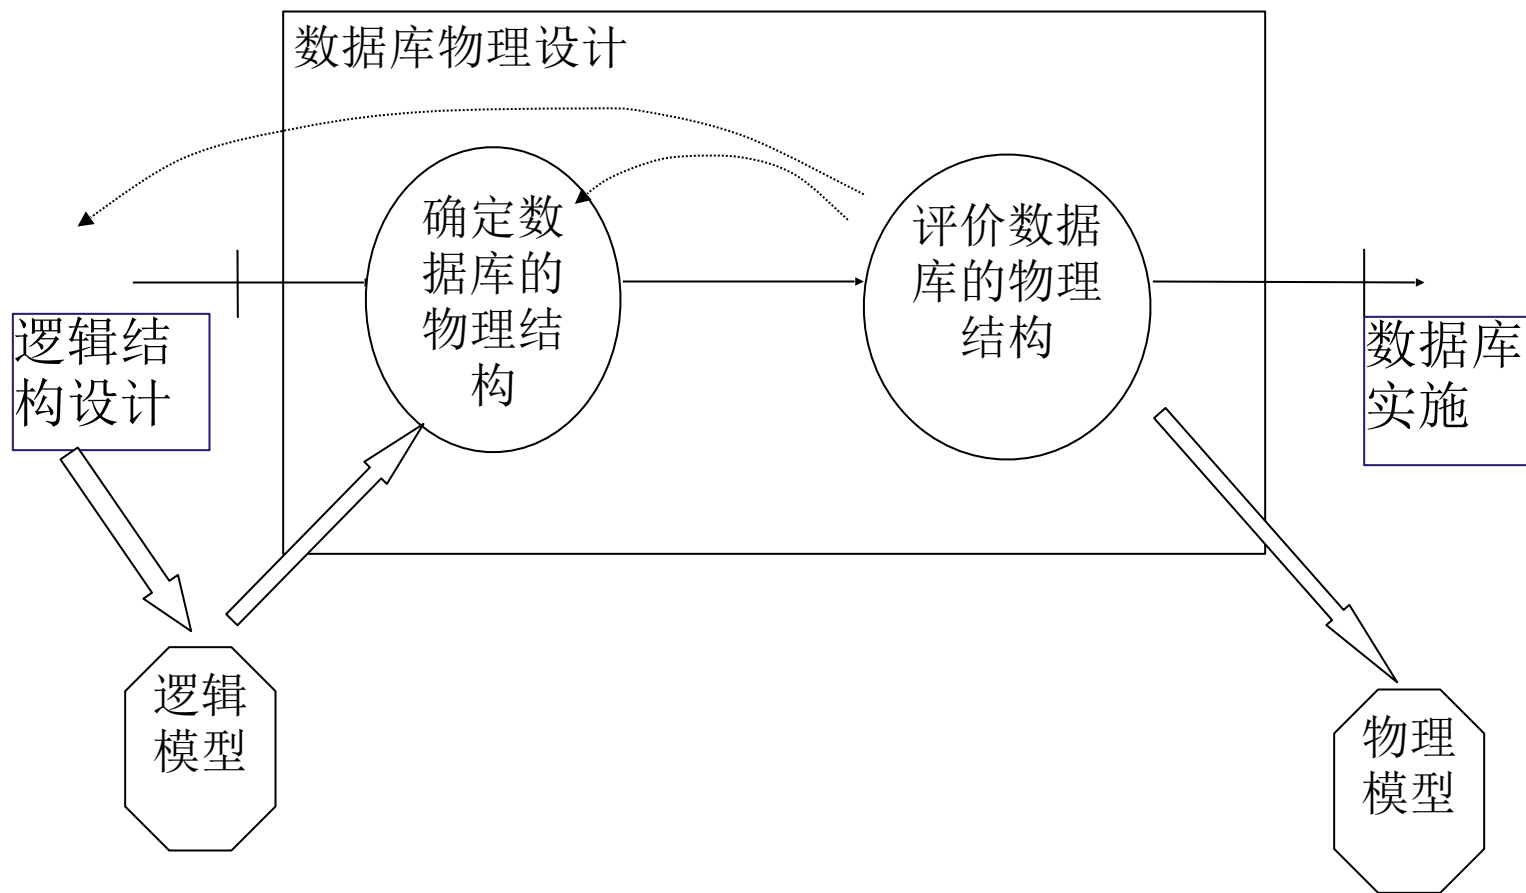 数据库物理设计
确定数
据库的
物理结
构
评价数据
库的物理
结构
逻辑结
构设计
数据库
实施
逻辑
模型
物理
模型